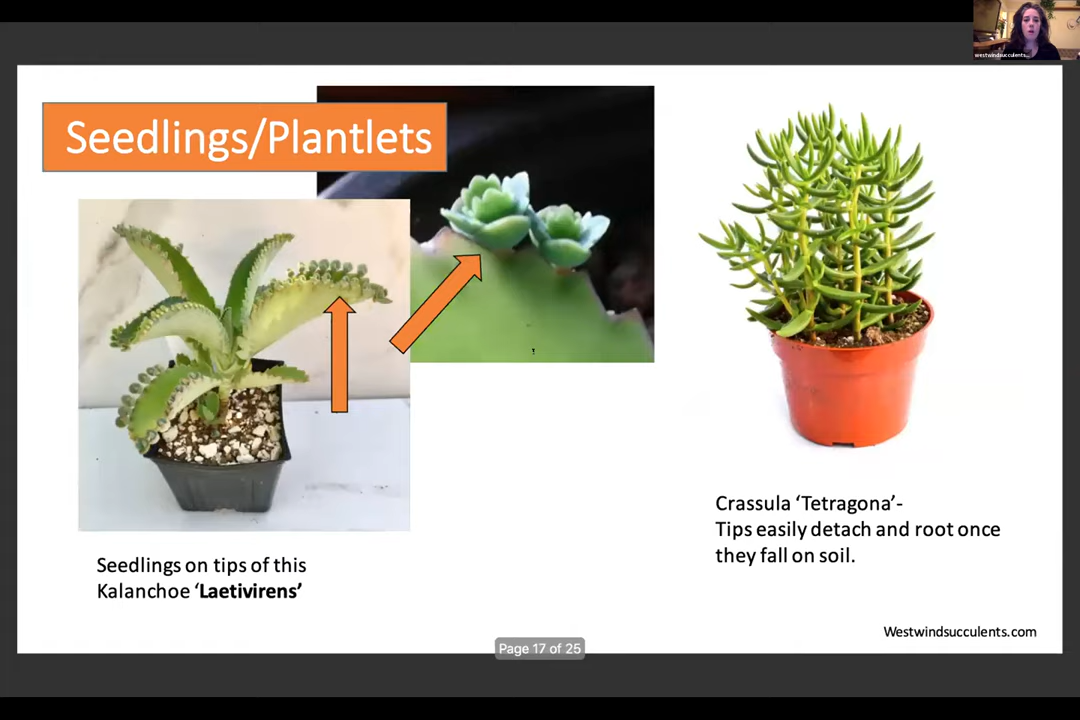 westwindsucculents...
Seedlings/Plantlets
Seedlings on tips of this
Kalanchoe ‘Laetivirens’
Crassula ‘Tetragona’-
Tips easily detach and root once
they fall on soil.
Westwindsucculents.com
Page 17 of 25